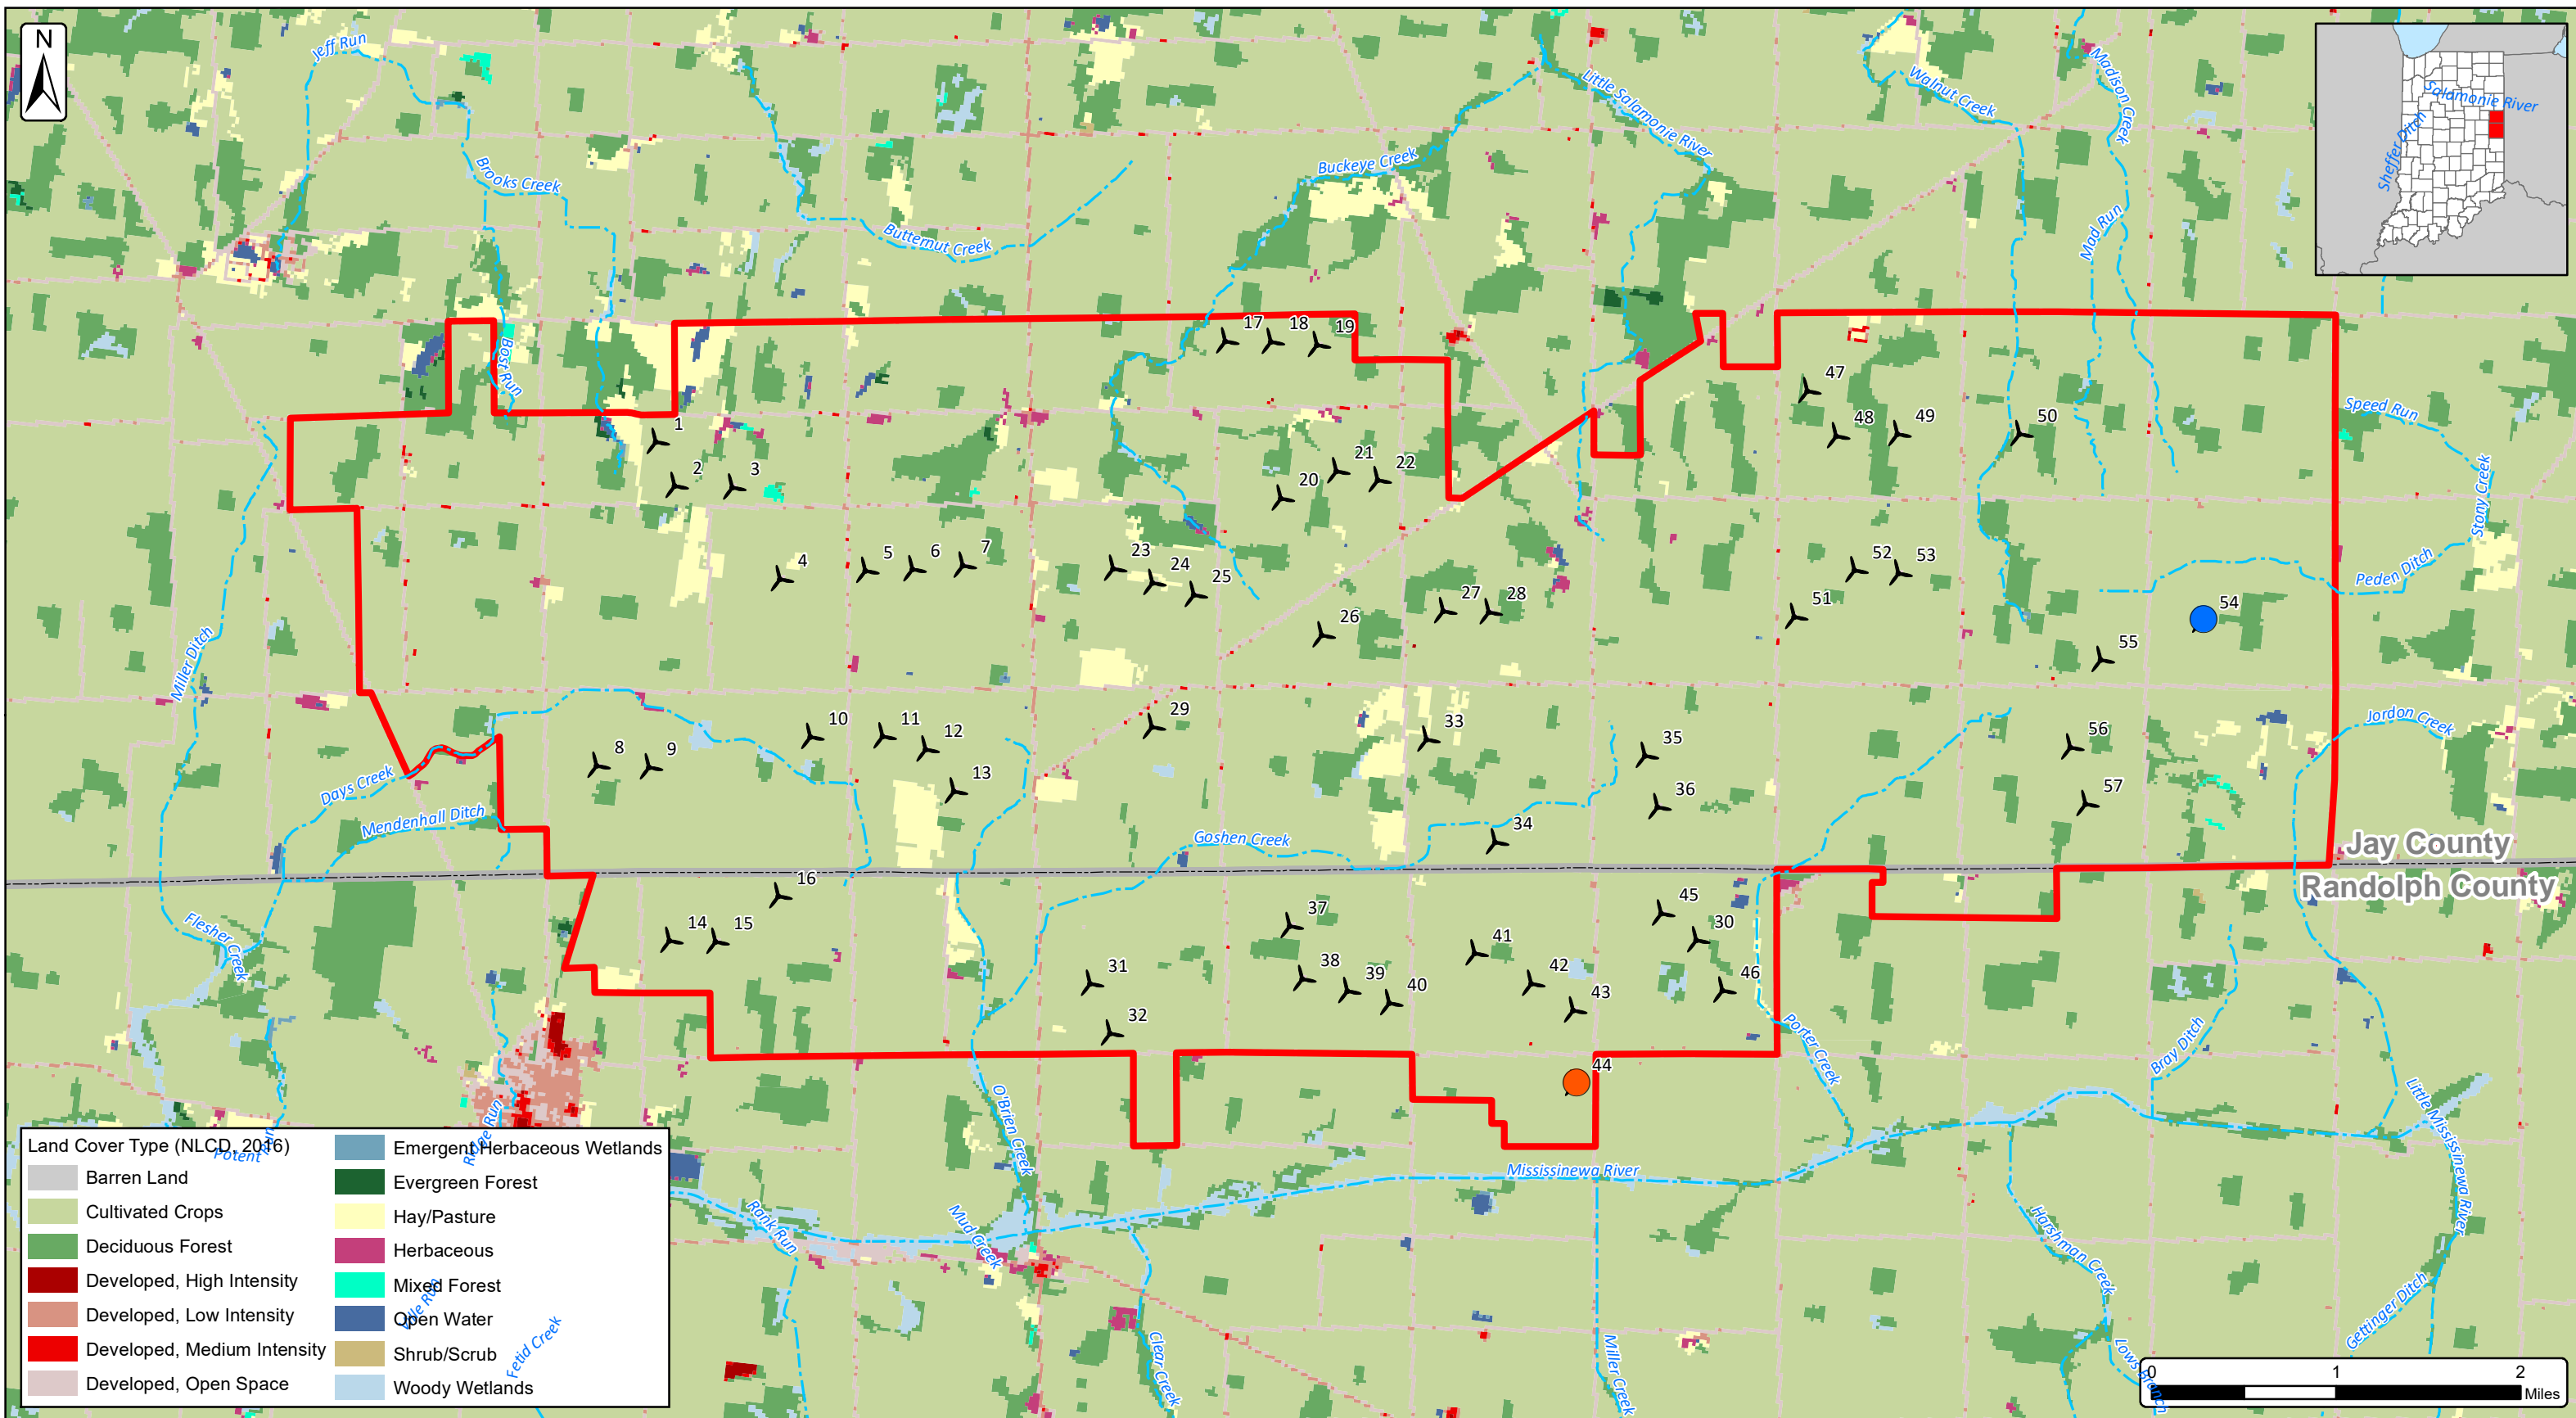 N
Jeff Run
Brooks Creek
Butternut Creek
Buckeye Creek
Little Salamonie River
Walnut Creek
Madison Creek
Mad Run
Salamonie River
Sheffer Ditch
Bost Run
17
18
19
1
2
3
20
21
22
47
48
49
50
Speed Run
Stony Creek
Peden Ditch
4
5
6
7
23
24
25
26
27
28
51
52
53
54
55
Miller Ditch
8
9
10
11
12
13
29
33
34
35
36
56
57
Jordon Creek
Days Creek
Mendenhall Ditch
Goshen Creek
Jay County
Randolph County
Flesher Creek
14
15
16
31
32
37
38
39
40
41
42
43
44
45
30
46
Porter Creek
Bray Ditch
O'Brien Creek
Mississinewa River
Little Mississinewa River
Rank Run
Mud Creek
Harshman Creek
Gettinger Ditch
Clear Creek
Miller Creek
Fetid Creek
Land Cover Type (NLCD, 2016)
Barren Land
Cultivated Crops
Deciduous Forest
Developed, High Intensity
Developed, Low Intensity
Developed, Medium Intensity
Developed, Open Space
Emergent Herbaceous Wetlands
Evergreen Forest
Hay/Pasture
Herbaceous
Mixed Forest
Open Water
Shrub/Scrub
Woody Wetlands
Potent Run
Run
Run
Lows Branch
0 1 2
Miles